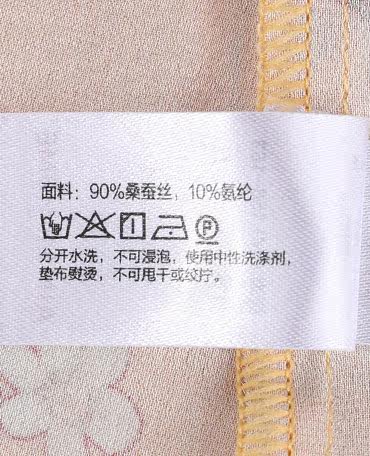 面料：90%桑蚕丝，10%氨纶
P
分开水洗，不可浸泡，使用中性洗涤剂，
垫布熨烫，不可甩干或绞拧。